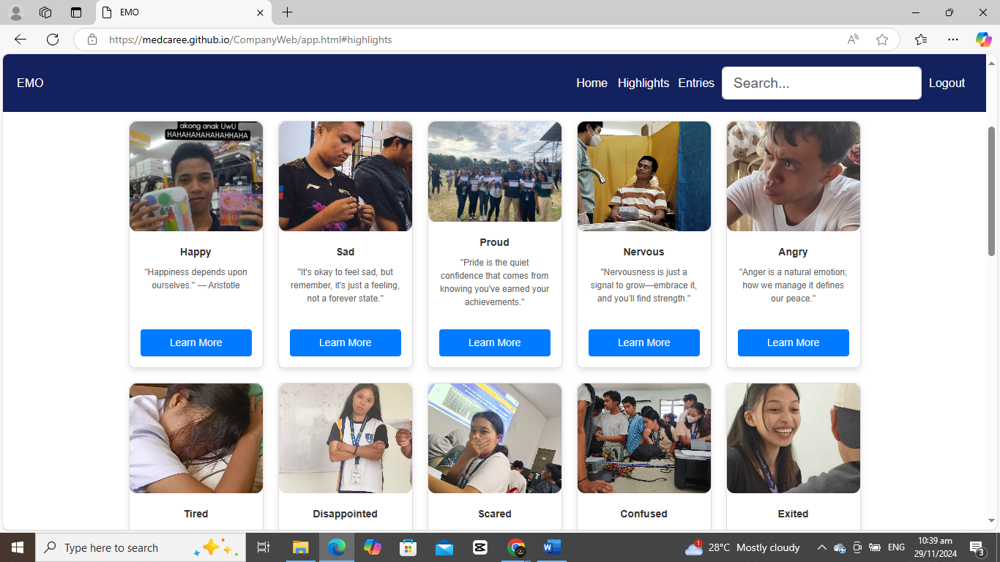 EMO
https://medcaree.github.io/CompanyWeb/app.html#highlights
EMO
Home
Highlights
Entries
Search...
Logout
akong anak UwU
HAHAHAHAHAHAHHAHA
Happy
"Happiness depends upon
ourselves." — Aristotle
Learn More
Sad
"It's okay to feel sad, but
remember, it's just a feeling,
not a forever state."
Learn More
Proud
"Pride is the quiet
confidence that comes from
knowing you've earned your
achievements."
Learn More
Nervous
"Nervousness is just a
signal to grow—embrace it,
and you'll find strength."
Learn More
Angry
"Anger is a natural emotion;
how we manage it defines
our peace."
Learn More
Tired
Disappointed
Scared
Confused
Exited
Type here to search
1
28°C Mostly cloudy
ENG
10:39 am
29/11/2024
3